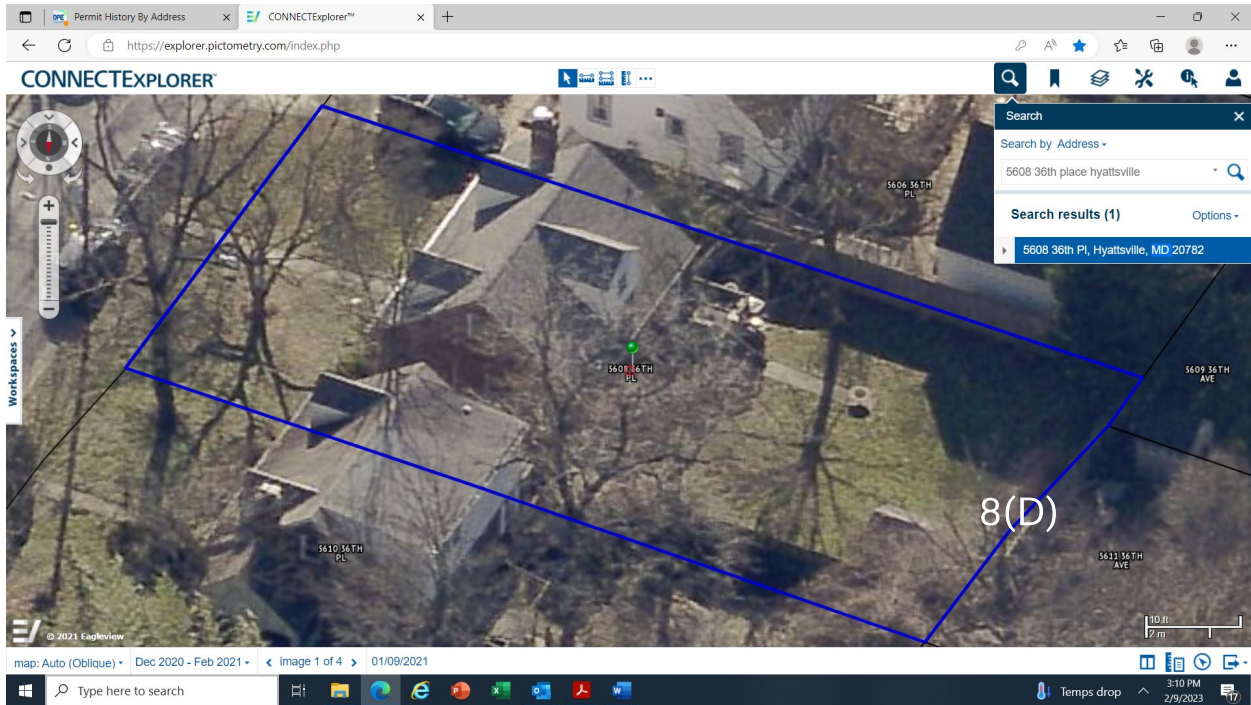 Permit History By Address
CONNECTExplorer™
https://explorer.pictometry.com/index.php
CONNECTEXPLORER™
Search
Search by Address
5608 36th place hyattsville
Search results (1)
Options
5608 36th Pl, Hyattsville, MD 20782
Workspaces
5606 36TH
PL
5608 36TH
PL
5609 36TH
AVE
8(D)
5610 36TH
PL
5611 36TH
AVE
10 ft
2 m
© 2021 Eagleview
map: Auto (Oblique)
Dec 2020 - Feb 2021
image 1 of 4
01/09/2021
Type here to search
Temps drop
3:10 PM
2/9/2023
17